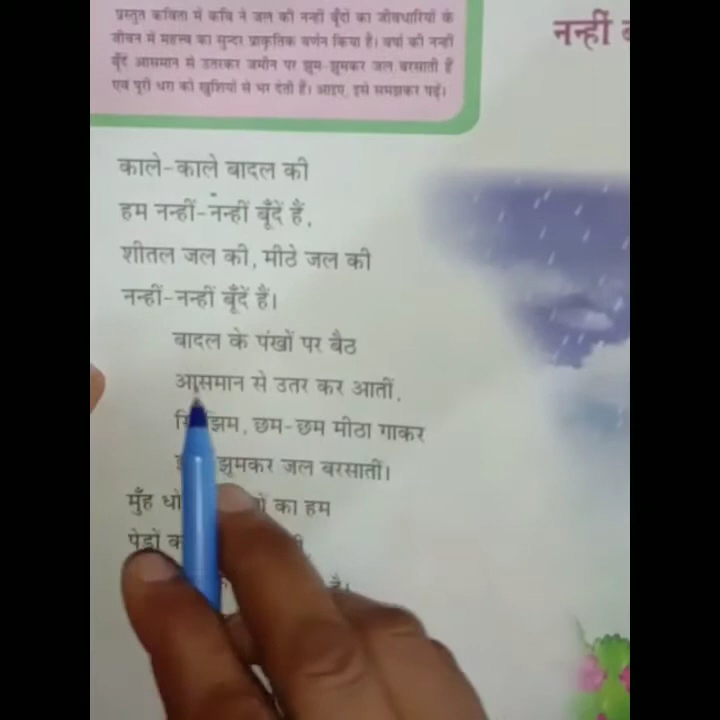 प्रस्तुत कविता में कवि ने जल की नन्ही बूँदों का जीवधारियों के
जीवन में महत्त्व का सुन्दर प्राकृतिक वर्णन किया है। वर्षा की नन्ही
बूँदें आसमान से उतरकर जमीन पर झूम-झूमकर जल बरसाती हैं
एवं पूरी धरा को खुशियों से भर देती हैं। आइए, इसे समझकर पढ़ें।
नन्हीं
काले-काले बादल की
हम नन्हीं-नन्हीं बूँदें हैं,
शीतल जल की, मीठे जल की
नन्हीं-नन्हीं बूँदें हैं।
बादल के पंखों पर बैठ
आसमान से उतर कर आतीं,
छम-छम मीठा गाकर
झूमकर जल बरसातीं।
मुँह का हम
पेड़ों